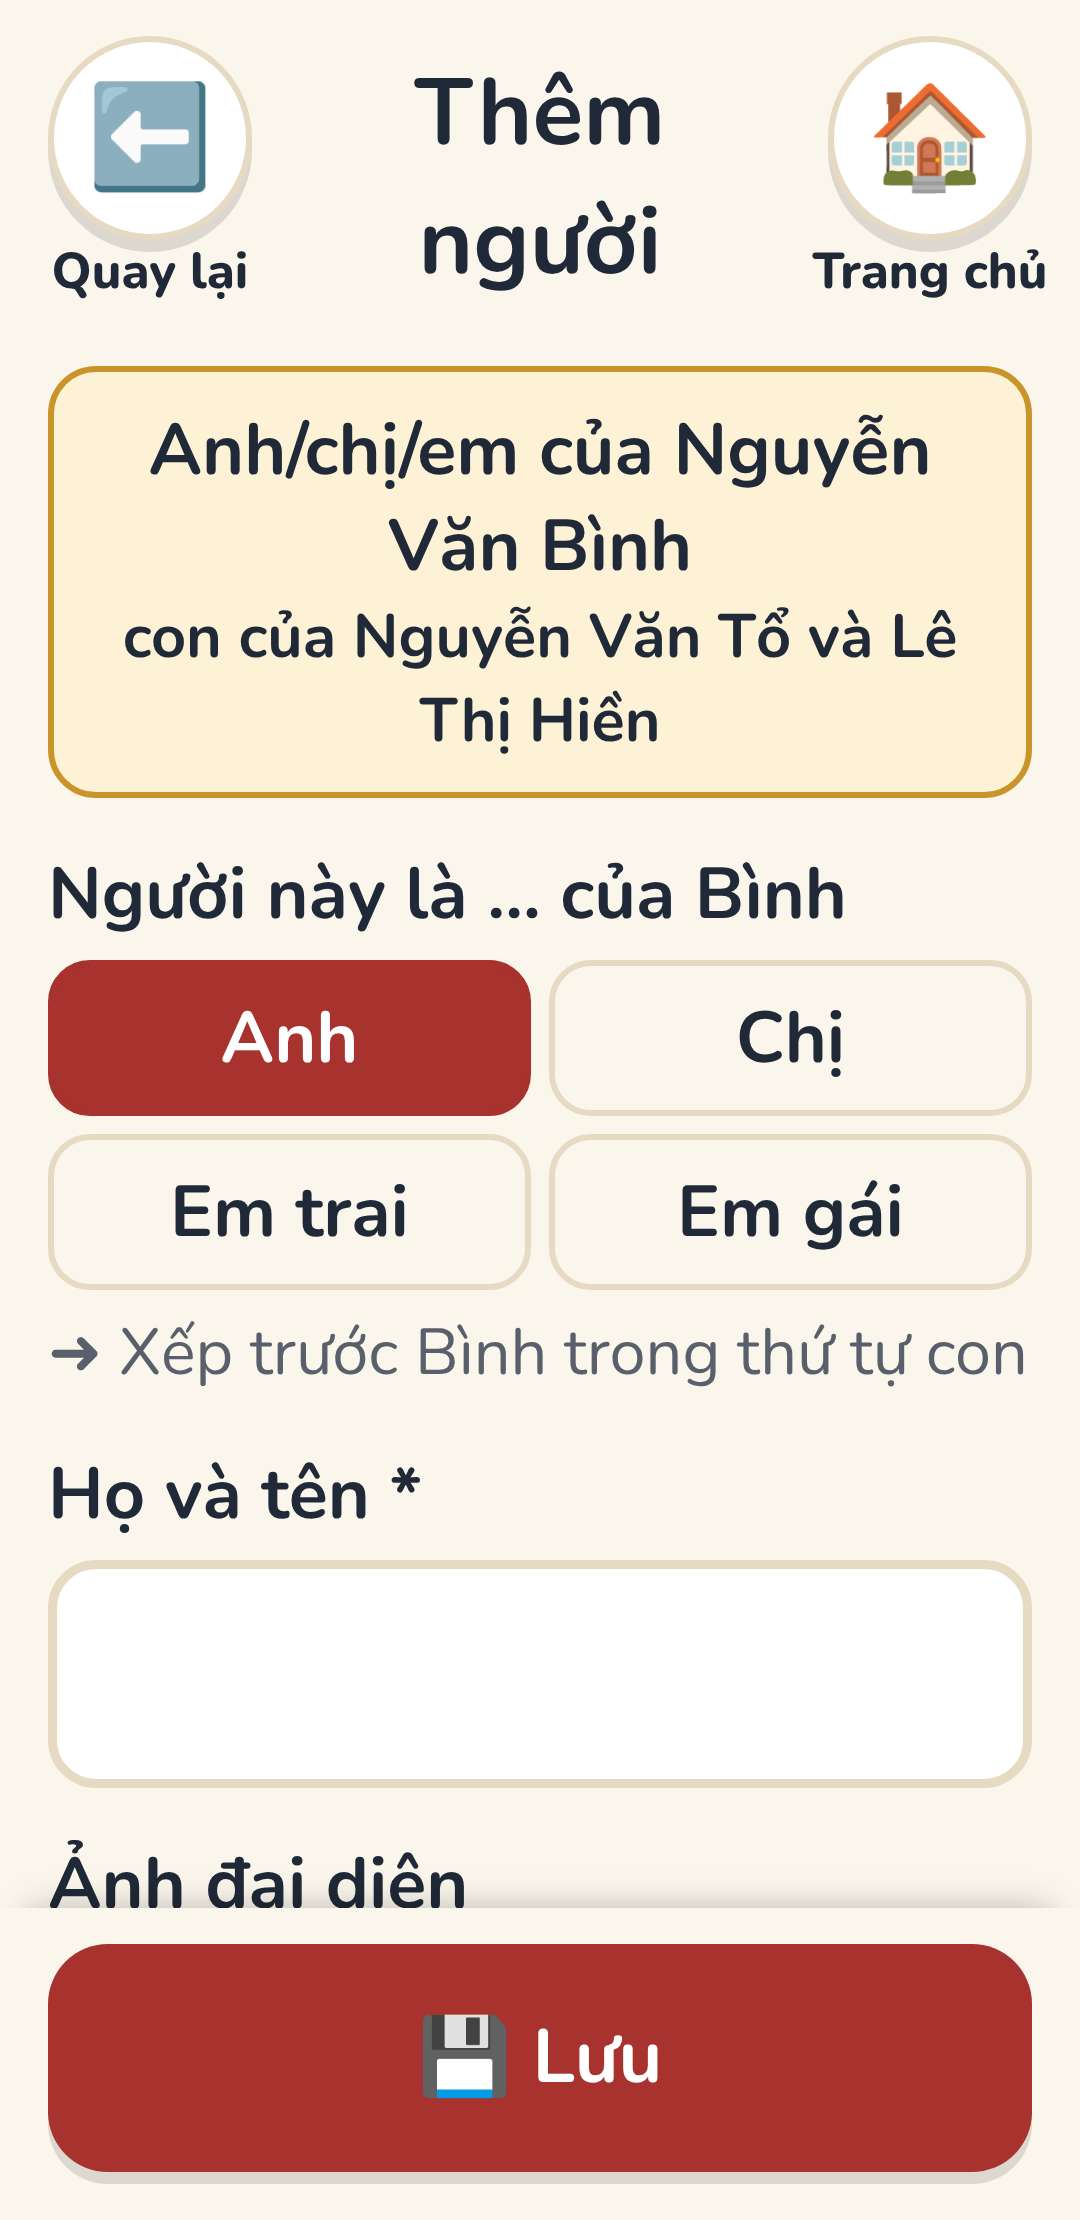 Thêm
người
Quay lại
Trang chủ
Anh/chị/em của Nguyễn
Văn Bình
con của Nguyễn Văn Tổ và Lê
Thị Hiền
Người này là ... của Bình
Anh
Chị
Em trai
Em gái
→ Xếp trước Bình trong thứ tự con
Họ và tên *
Ảnh đại diện
Lưu